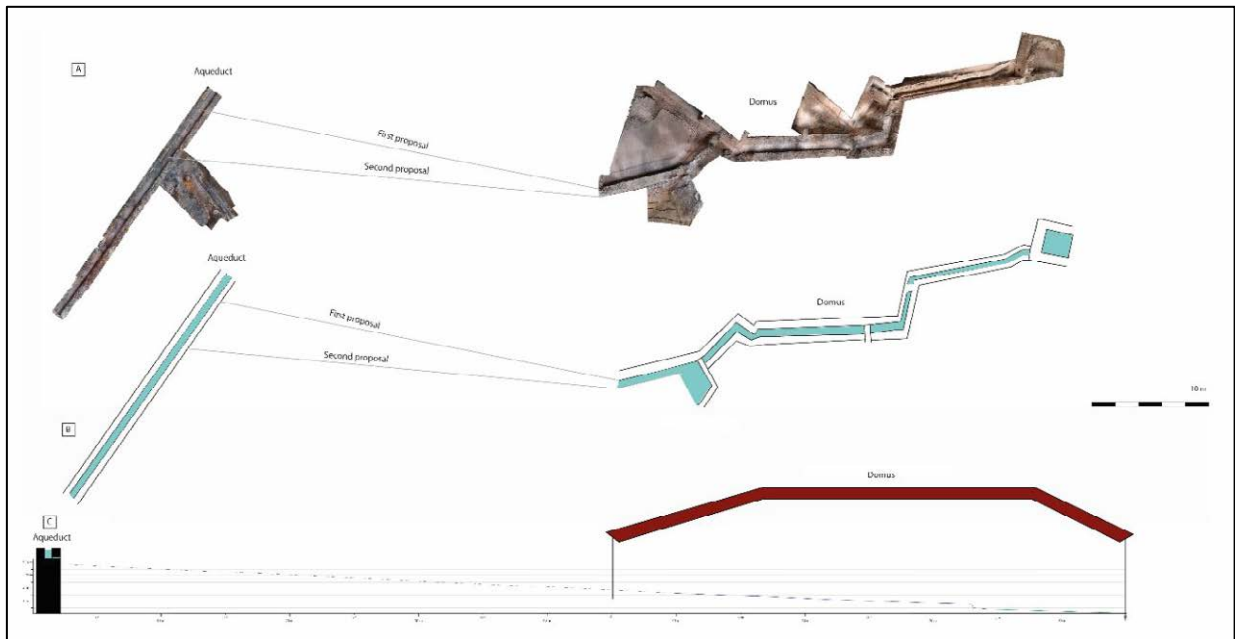 A
Aqueduct
First proposal
Second proposal
Domus
Aqueduct
First proposal
Second proposal
Domus
10 m
B
Domus
C
Aqueduct